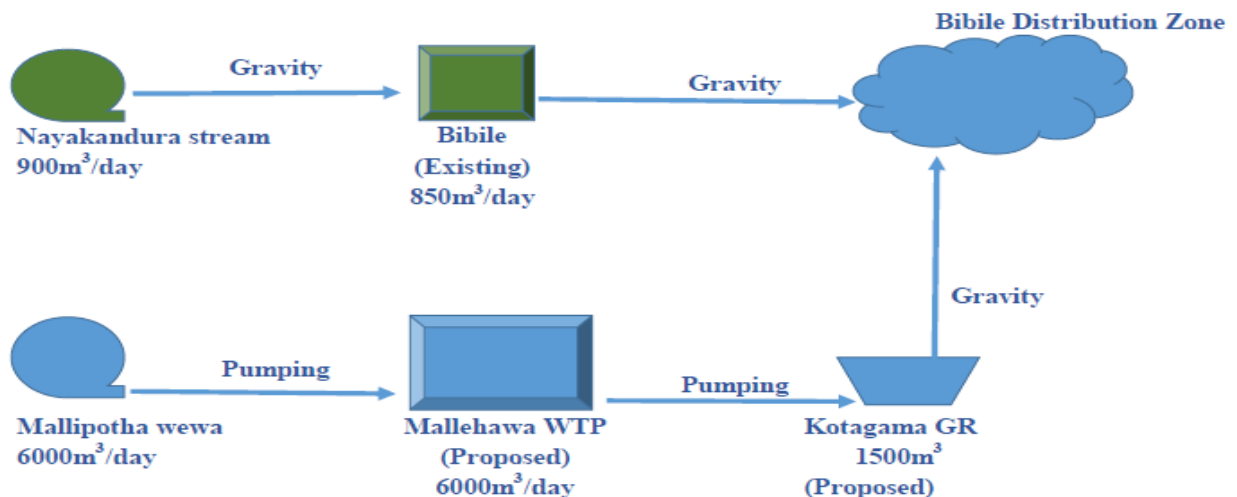 Bibile Distribution Zone
Gravity
Gravity
Nayakandura stream
900m³/day
Bibile
(Existing)
850m³/day
Gravity
Pumping
Pumping
Mallipotha wewa
6000m³/day
Mallehawa WTP
(Proposed)
6000m³/day
Kotagama GR
1500m³
(Proposed)